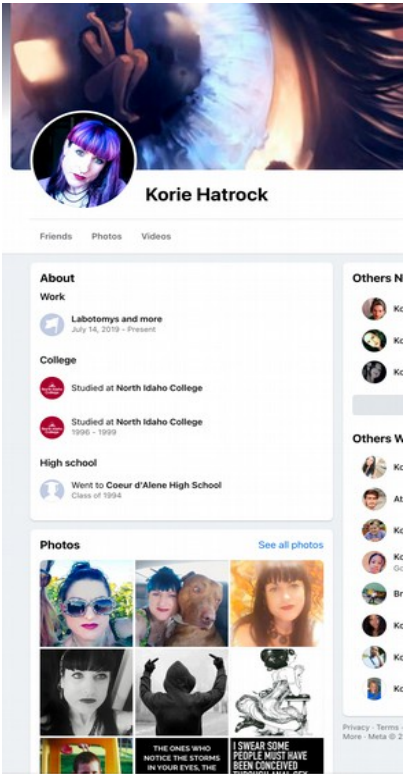 Korie Hatrock
Friends
Photos
Videos
About
Work
Labotomys and more
July 14, 2019 - Present
College
Studied at North Idaho College
Studied at North Idaho College
1996 - 1999
High school
Went to Coeur d'Alene High School
Class of 1994
Photos
See all photos
THE ONES WHO
NOTICE THE STORMS
IN YOUR EYES, THE
I SWEAR SOME
PEOPLE MUST HAVE
BEEN CONCEIVED
THROUGH ANAL SEX
Others N
Ko
Ko
Ko
Others W
Ko
Ab
Ko
Ko
Go
Br
Ko
Ko
Ko
Privacy · Terms ·
More · Meta © 2